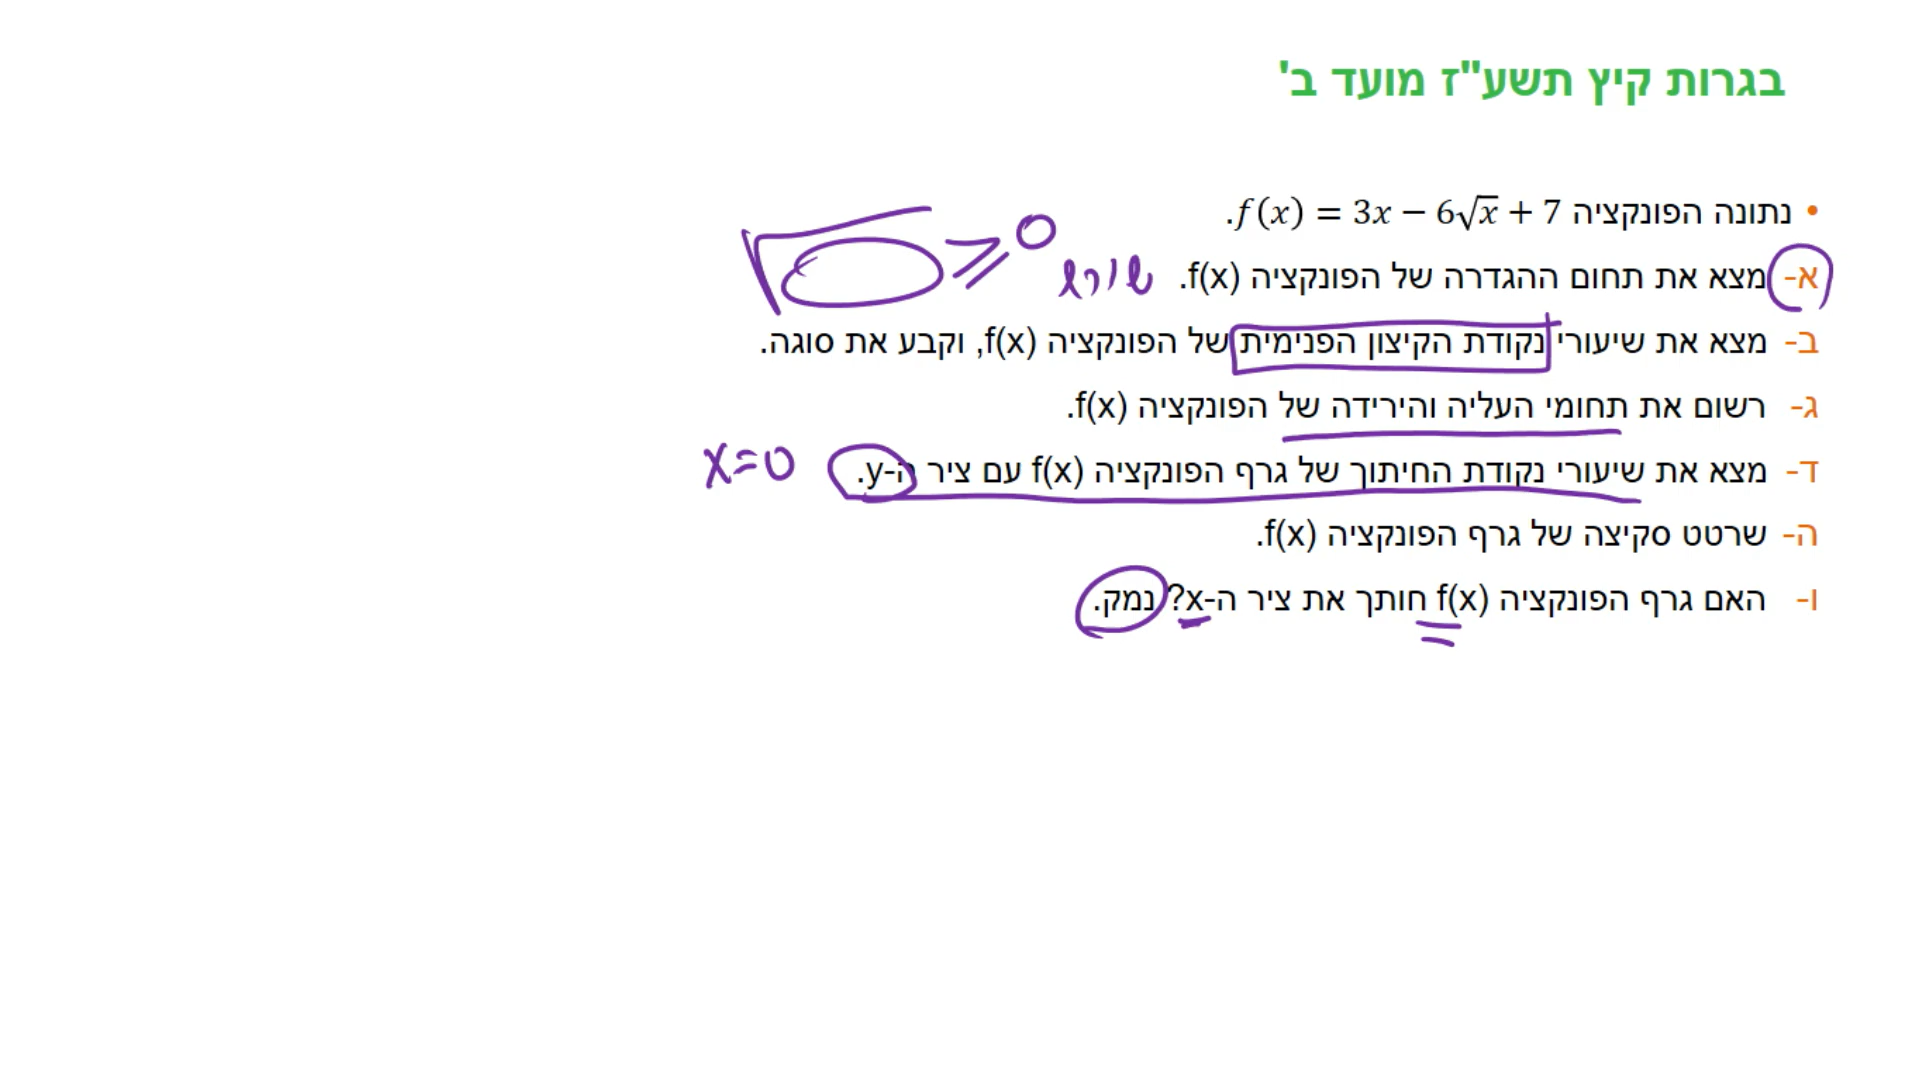 בגרות קיץ תשע"ז מועד ב'
• נתונה הפונקציה f(x) = 3x − 6√x + 7.
√ ≥ 0 שורש
א- מצא את תחום ההגדרה של הפונקציה f(x).
ב- מצא את שיעורי נקודת הקיצון הפנימית של הפונקציה f(x), וקבע את סוגה.
ג- רשום את תחומי העליה והירידה של הפונקציה f(x).
ד- מצא את שיעורי נקודת החיתוך של גרף הפונקציה f(x) עם ציר ה-y. x=0
ה- שרטט סקיצה של גרף הפונקציה f(x).
ו- האם גרף הפונקציה f(x) חותך את ציר ה-x? נמק.